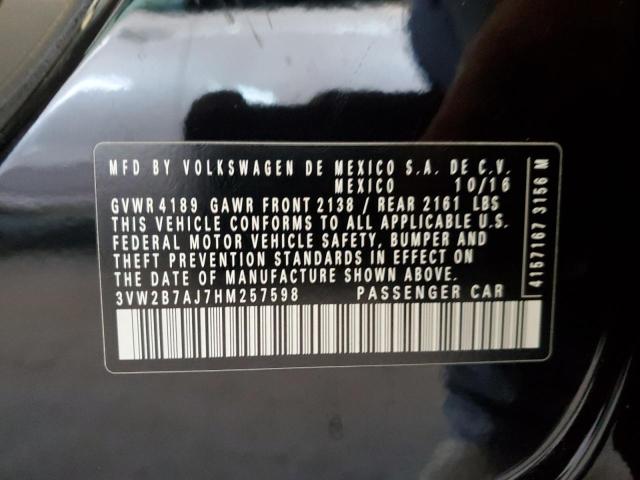 MFD BY VOLKSWAGEN DE MEXICO S.A. DE C.V.
MEXICO 10/16
GVWR 4189 GAWR FRONT 2138 / REAR 2161 LBS
THIS VEHICLE CONFORMS TO ALL APPLICABLE U.S.
FEDERAL MOTOR VEHICLE SAFETY, BUMPER AND
THEFT PREVENTION STANDARDS IN EFFECT ON
THE DATE OF MANUFACTURE SHOWN ABOVE.
3VW2B7AJ7HM257598 PASSENGER CAR
4157167 3156 M